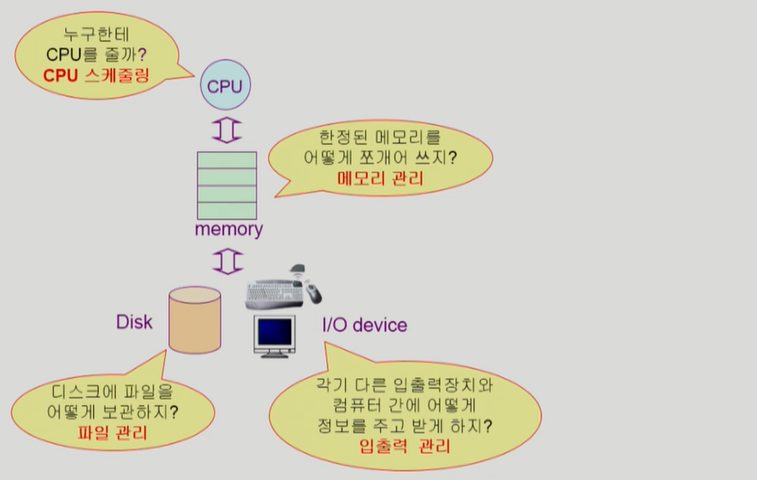 누구한테
CPU를 줄까?
CPU 스케줄링
CPU
한정된 메모리를
어떻게 쪼개어 쓰지?
메모리 관리
memory
Disk
I/O device
디스크에 파일을
어떻게 보관하지?
파일 관리
각기 다른 입출력장치와
컴퓨터 간에 어떻게
정보를 주고 받게 하지?
입출력 관리